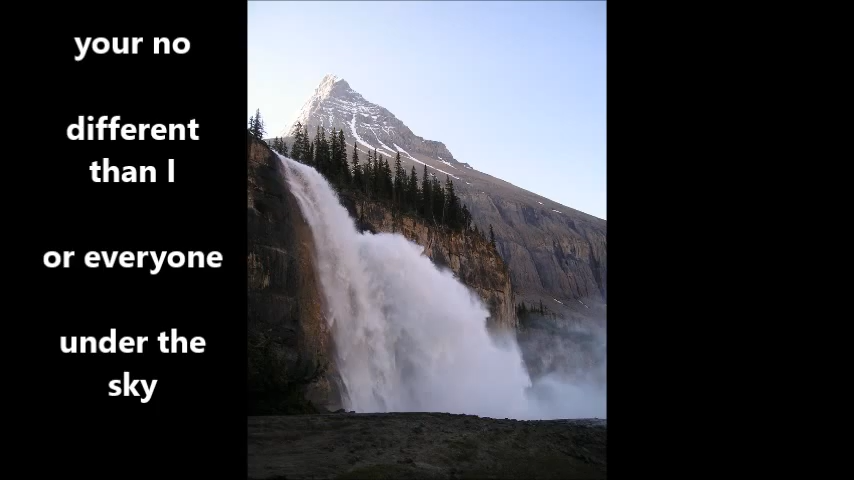 your no
different
than I
or everyone
under the
sky